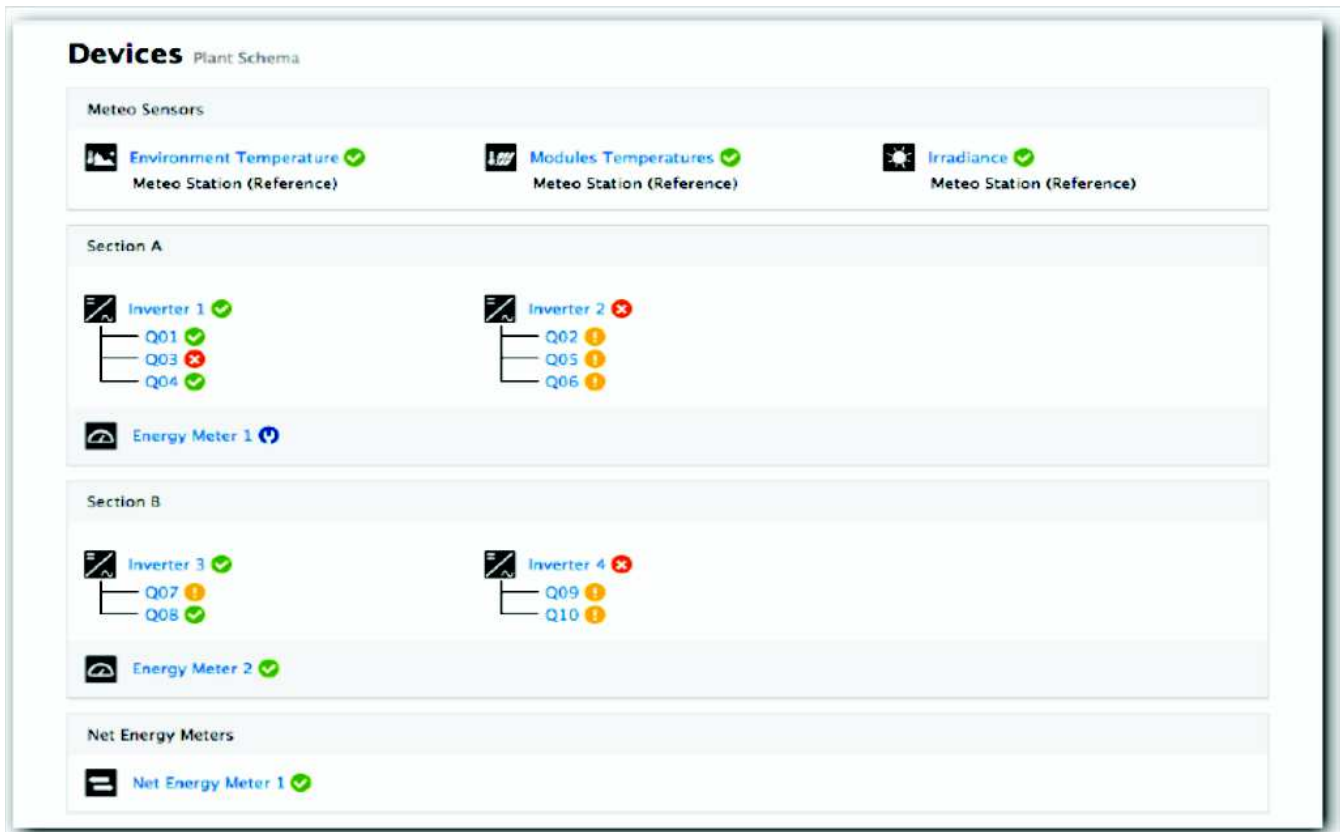 Devices Plant Schema
Meteo Sensors
Environment Temperature Modules Temperatures Irradiance
Meteo Station (Reference) Meteo Station (Reference) Meteo Station (Reference)
Section A
Inverter 1 Inverter 2
Q01 Q02
Q03 Q05
Q04 Q06
Energy Meter 1
Section B
Inverter 3 Inverter 4
Q07 Q09
Q08 Q10
Energy Meter 2
Net Energy Meters
Net Energy Meter 1